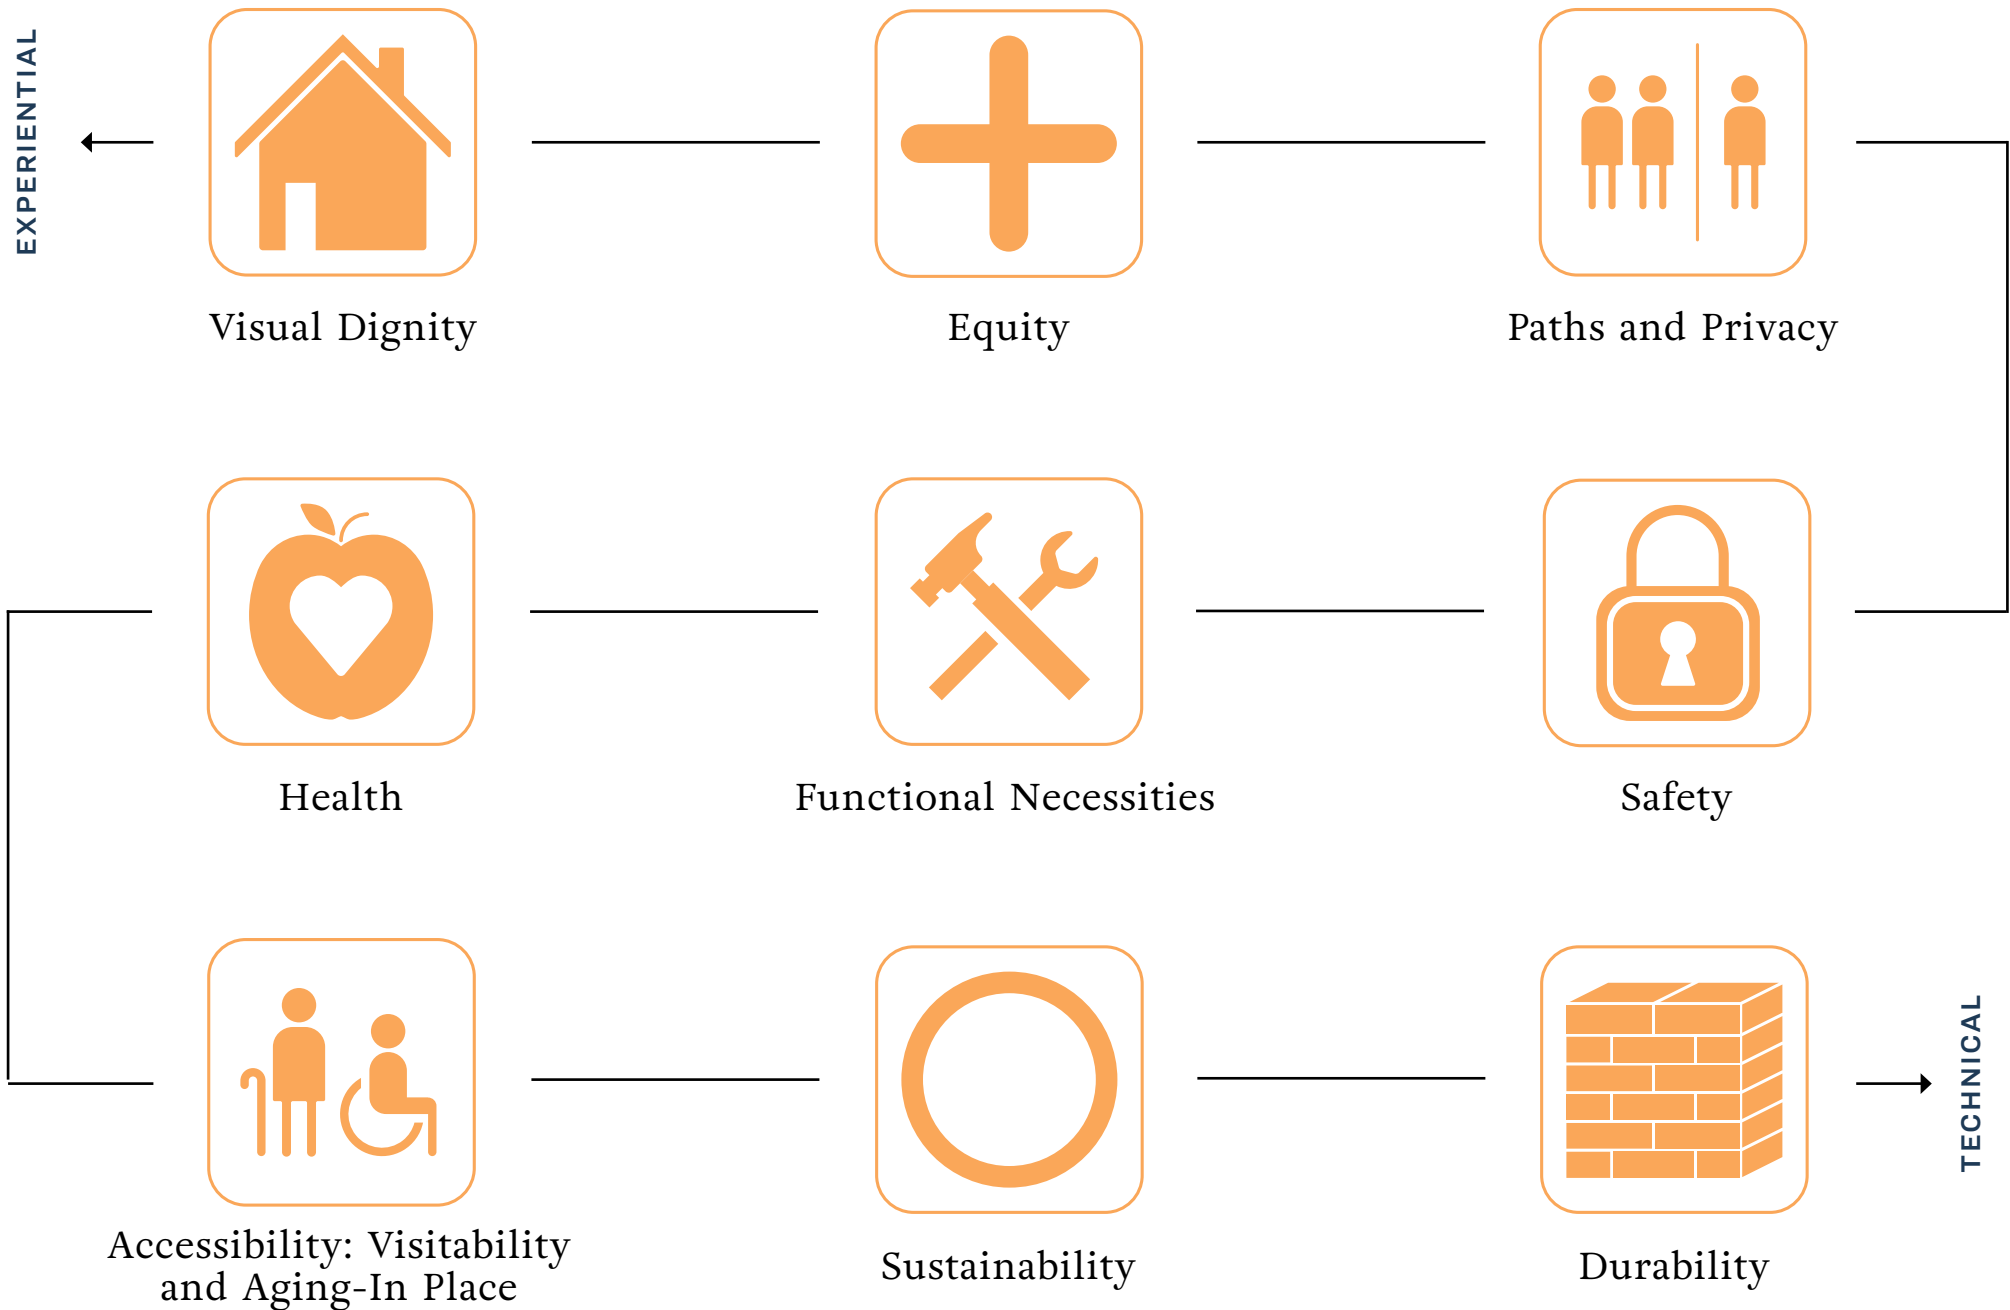 EXPERIENTIAL
Visual Dignity
Equity
Paths and Privacy
Health
Functional Necessities
Safety
Accessibility: Visitability
and Aging-In Place
Sustainability
Durability
TECHNICAL